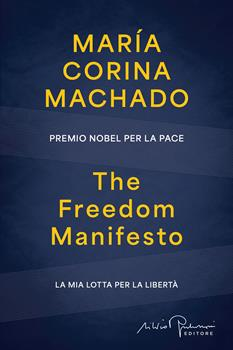 MARÍA
CORINA
MACHADO
PREMIO NOBEL PER LA PACE
The
Freedom
Manifesto
LA MIA LOTTA PER LA LIBERTÀ
EDITORE